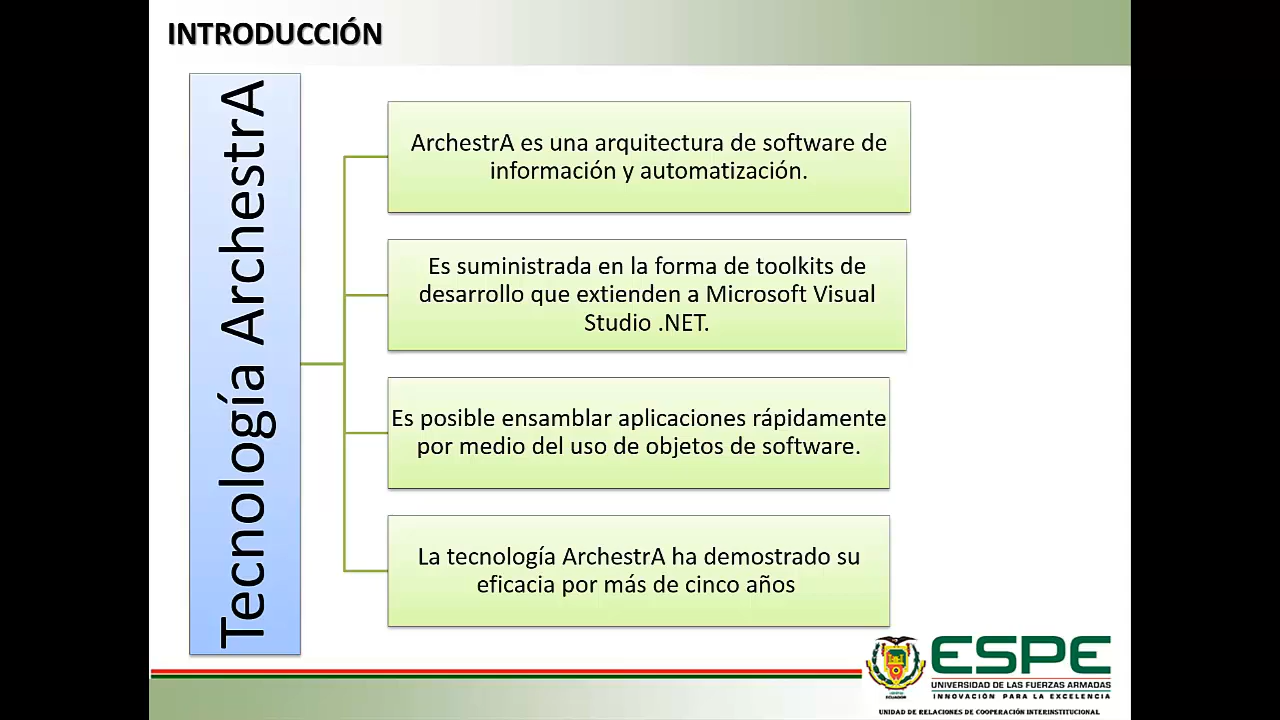 INTRODUCCIÓN
Tecnología ArchestrA
ArchestrA es una arquitectura de software de
información y automatización.
Es suministrada en la forma de toolkits de
desarrollo que extienden a Microsoft Visual
Studio .NET.
Es posible ensamblar aplicaciones rápidamente
por medio del uso de objetos de software.
La tecnología ArchestrA ha demostrado su
eficacia por más de cinco años
ESPE
UNIVERSIDAD DE LAS FUERZAS ARMADAS
INNOVACIÓN PARA LA EXCELENCIA
UNIDAD DE RELACIONES DE COOPERACIÓN INTERINSTITUCIONAL